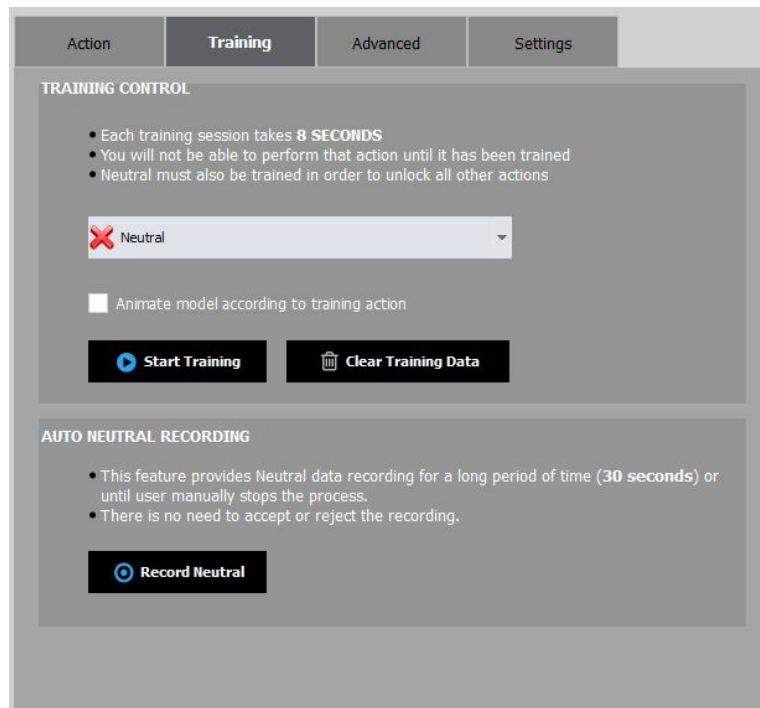 Action Training Advanced Settings
TRAINING CONTROL
Each training session takes 8 SECONDS
You will not be able to perform that action until it has been trained
Neutral must also be trained in order to unlock all other actions
Neutral
Animate model according to training action
Start Training Clear Training Data
AUTO NEUTRAL RECORDING
This feature provides Neutral data recording for a long period of time (30 seconds) or
until user manually stops the process.
There is no need to accept or reject the recording.
Record Neutral